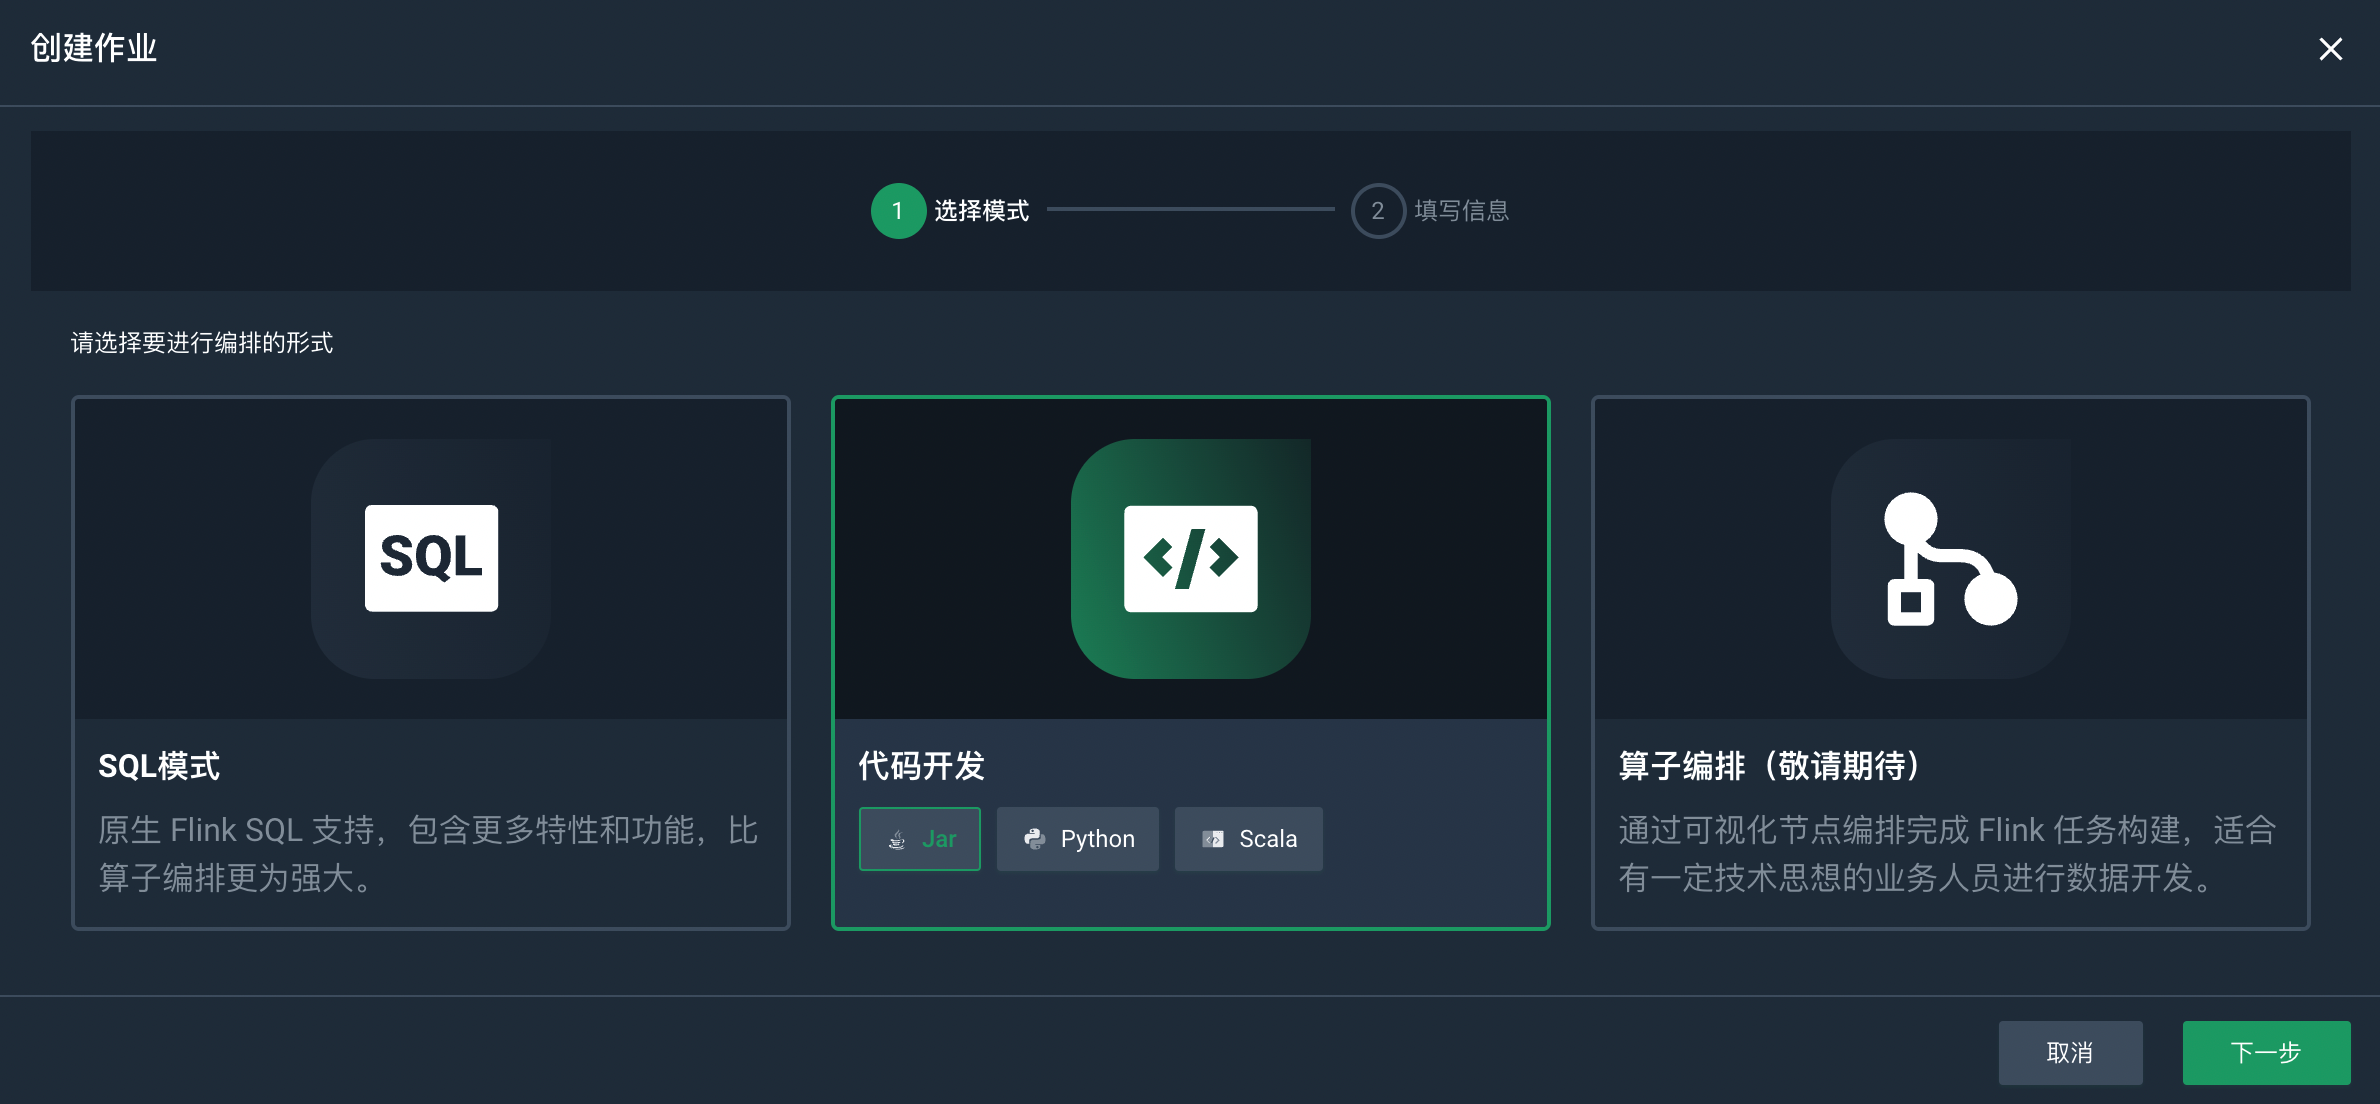 创建作业
1 选择模式
2 填写信息
请选择要进行编排的形式
SQL
SQL模式
原生 Flink SQL 支持，包含更多特性和功能，比
算子编排更为强大。
</>
代码开发
Jar
Python
Scala
算子编排（敬请期待）
通过可视化节点编排完成 Flink 任务构建，适合
有一定技术思想的业务人员进行数据开发。
取消
下一步